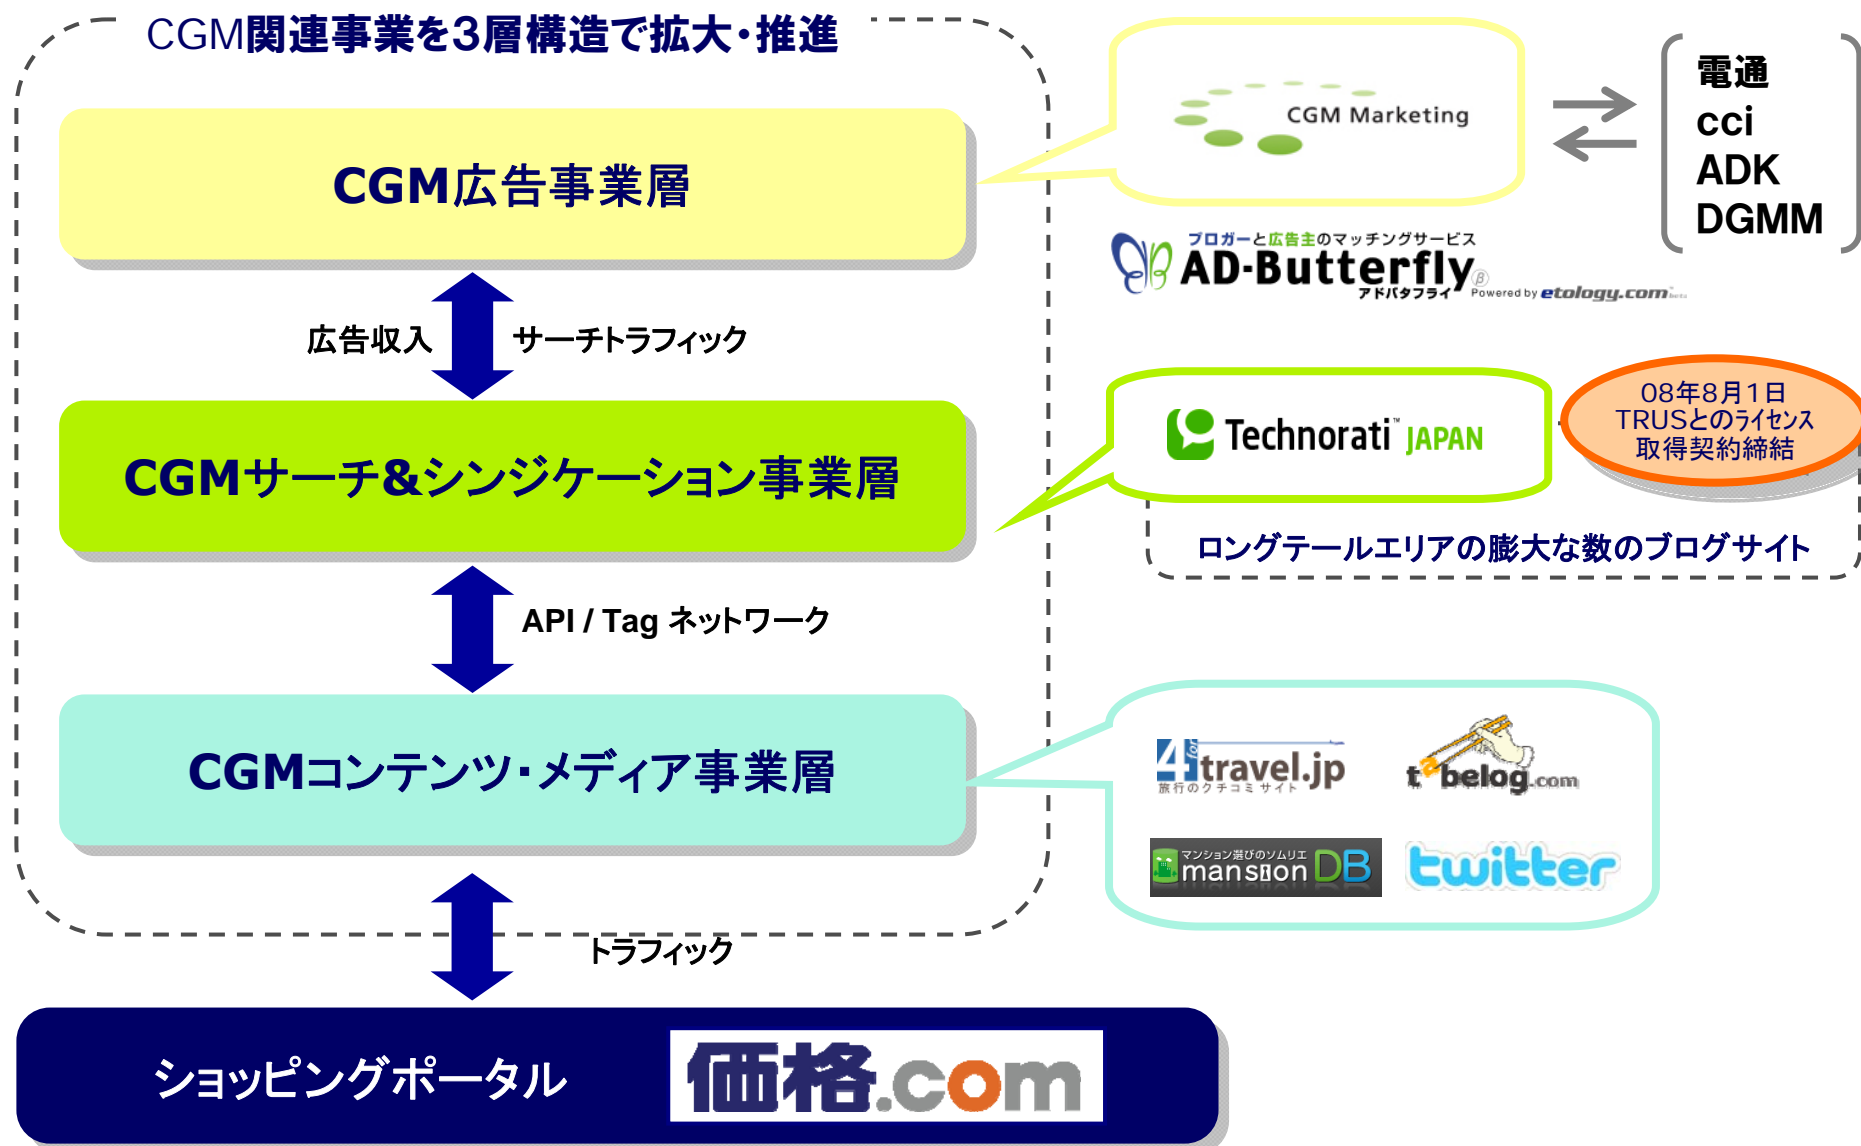 CGM関連事業を3層構造で拡大・推進
CGM広告事業層
広告収入
サーチトラフィック
CGMサーチ&シンジケーション事業層
API / Tag ネットワーク
CGMコンテンツ・メディア事業層
トラフィック
ショッピングポータル
価格.com
CGM Marketing
電通
cci
ADK
DGMM
ブロガーと広告主のマッチングサービス
AD-Butterfly β
アドバタフライ
Powered by etology.com
Technorati™ JAPAN
08年8月1日
TRUSとのライセンス
取得契約締結
ロングテールエリアの膨大な数のブログサイト
4travel.jp
旅行のクチコミサイト
tabelog.com
マンション選びのソムリエ
mansion DB
twitter